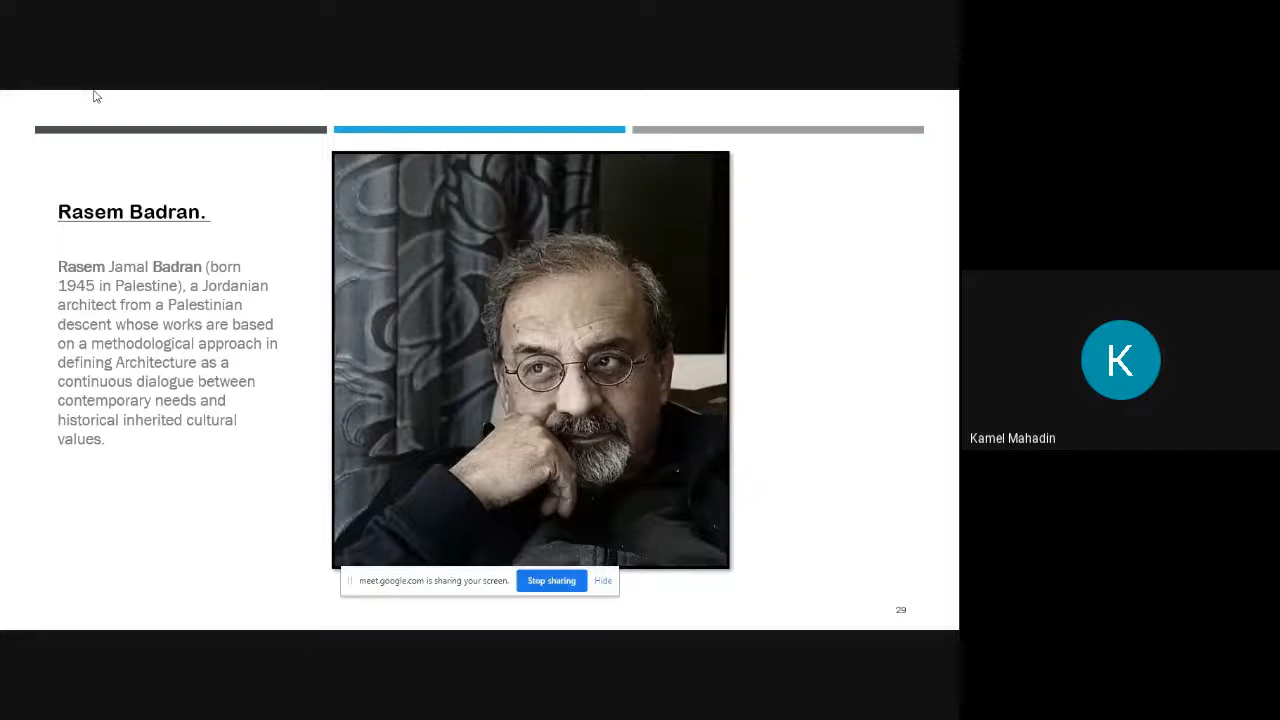 Rasem Badran.
Rasem Jamal Badran (born
1945 in Palestine), a Jordanian
architect from a Palestinian
descent whose works are based
on a methodological approach in
defining Architecture as a
continuous dialogue between
contemporary needs and
historical inherited cultural
values.
meet.google.com is sharing your screen.
Stop sharing
Hide
29
K
Kamel Mahadin